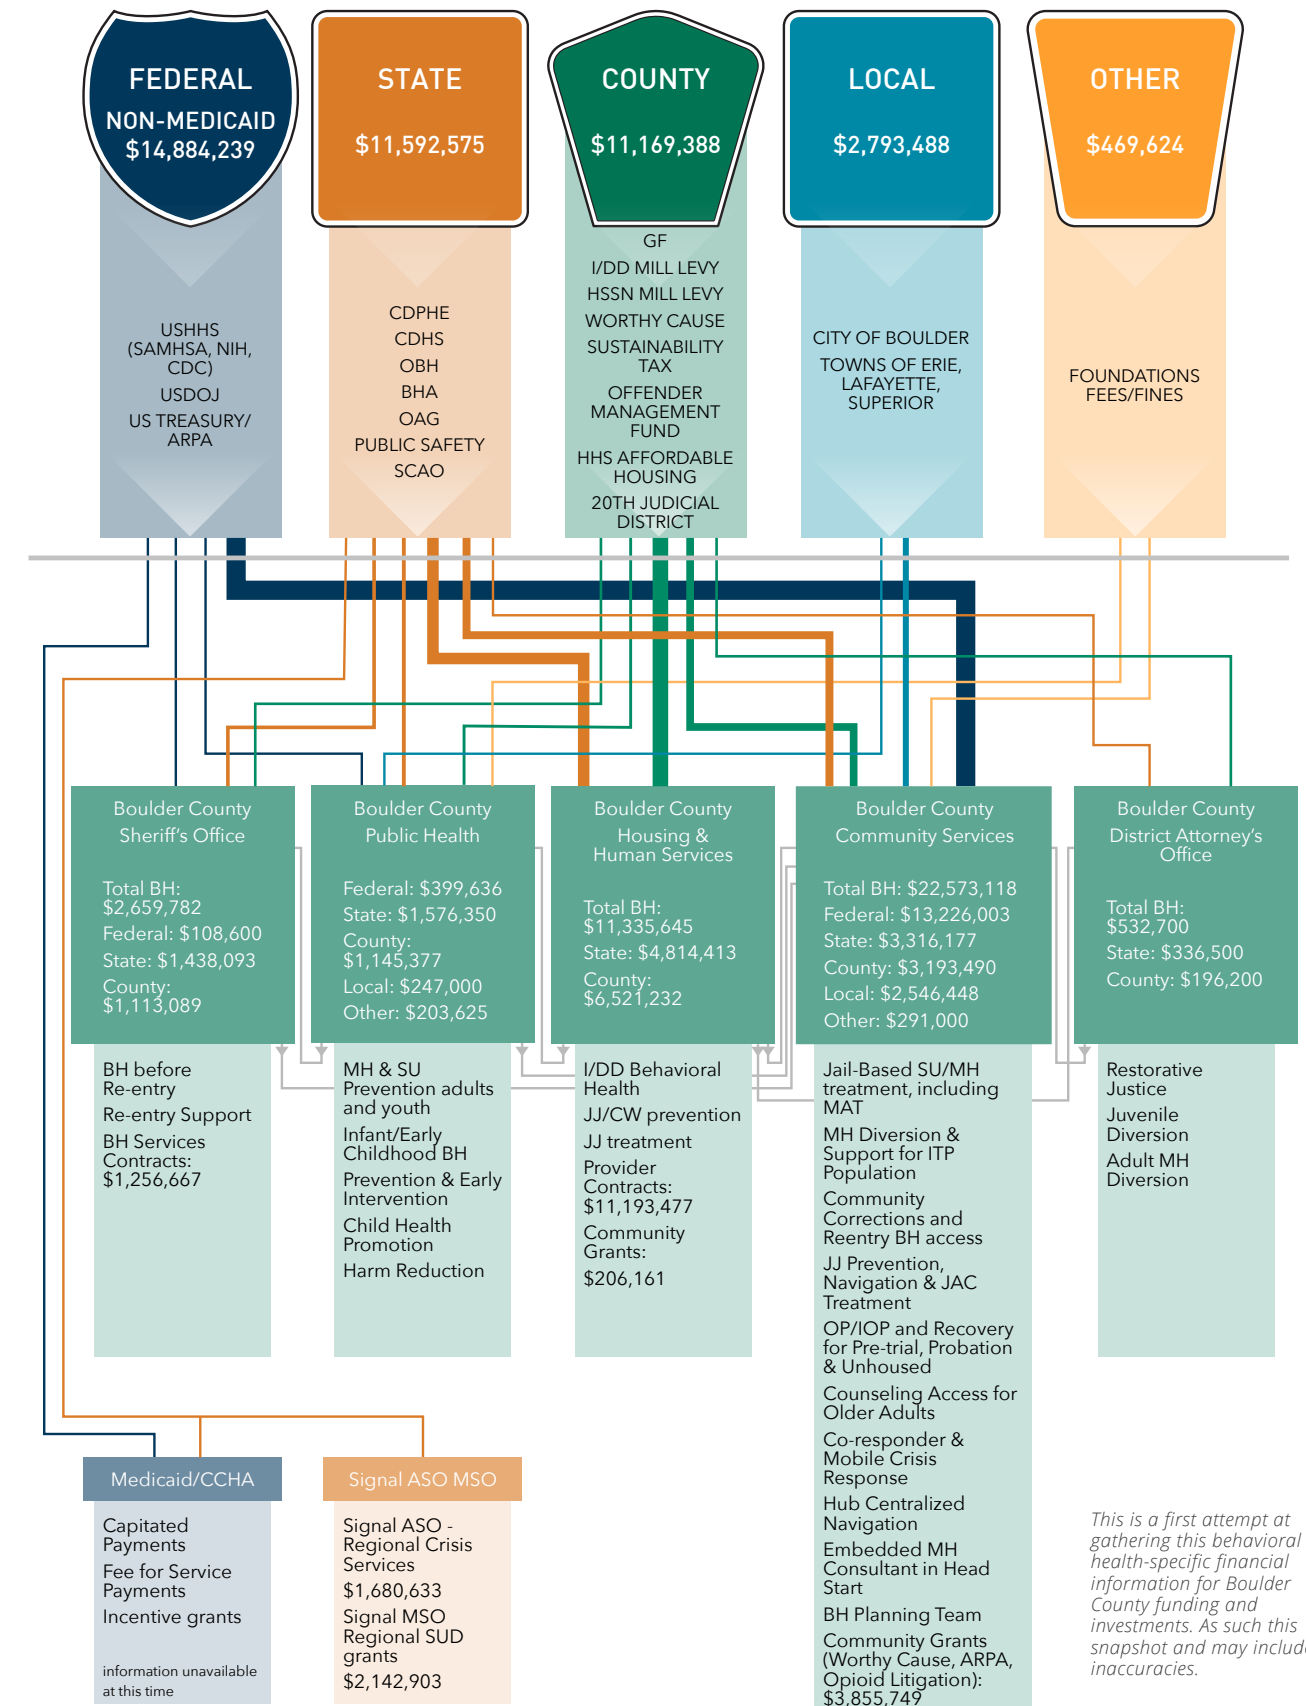 FEDERAL
NON-MEDICAID
$14,884,239
STATE
$11,592,575
COUNTY
$11,169,388
LOCAL
$2,793,488
OTHER
$469,624
USHHS
(SAMHSA, NIH,
CDC)
USDOJ
US TREASURY/
ARPA
CDPHE
CDHS
OBH
BHA
OAG
PUBLIC SAFETY
SCAO
GF
I/DD MILL LEVY
HSSN MILL LEVY
WORTHY CAUSE
SUSTAINABILITY
TAX
OFFENDER
MANAGEMENT
FUND
HHS AFFORDABLE
HOUSING
20TH JUDICIAL
DISTRICT
CITY OF BOULDER
TOWNS OF ERIE,
LAFAYETTE,
SUPERIOR
FOUNDATIONS
FEES/FINES
Boulder County
Sheriff's Office
Total BH:
$2,659,782
Federal: $108,600
State: $1,438,093
County:
$1,113,089
BH before
Re-entry
Re-entry Support
BH Services
Contracts:
$1,256,667
Boulder County
Public Health
Federal: $399,636
State: $1,576,350
County:
$1,145,377
Local: $247,000
Other: $203,625
MH & SU
Prevention adults
and youth
Infant/Early
Childhood BH
Prevention & Early
Intervention
Child Health
Promotion
Harm Reduction
Boulder County
Housing &
Human Services
Total BH:
$11,335,645
State: $4,814,413
County:
$6,521,232
I/DD Behavioral
Health
JJ/CW prevention
JJ treatment
Provider
Contracts:
$11,193,477
Community
Grants:
$206,161
Boulder County
Community Services
Total BH: $22,573,118
Federal: $13,226,003
State: $3,316,177
County: $3,193,490
Local: $2,546,448
Other: $291,000
Jail-Based SU/MH
treatment, including
MAT
MH Diversion &
Support for ITP
Population
Community
Corrections and
Reentry BH access
JJ Prevention,
Navigation & JAC
Treatment
OP/IOP and Recovery
for Pre-trial, Probation
& Unhoused
Counseling Access for
Older Adults
Co-responder &
Mobile Crisis
Response
Hub Centralized
Navigation
Embedded MH
Consultant in Head
Start
BH Planning Team
Community Grants
(Worthy Cause, ARPA,
Opioid Litigation):
$3,855,749
Boulder County
District Attorney's
Office
Total BH:
$532,700
State: $336,500
County: $196,200
Restorative
Justice
Juvenile
Diversion
Adult MH
Diversion
Medicaid/CCHA
Capitated
Payments
Fee for Service
Payments
Incentive grants
information unavailable
at this time
Signal ASO MSO
Signal ASO -
Regional Crisis
Services
$1,680,633
Signal MSO
Regional SUD
grants
$2,142,903
This is a first attempt at
gathering this behavioral
health-specific financial
information for Boulder
County funding and
investments. As such this
snapshot and may include
inaccuracies.